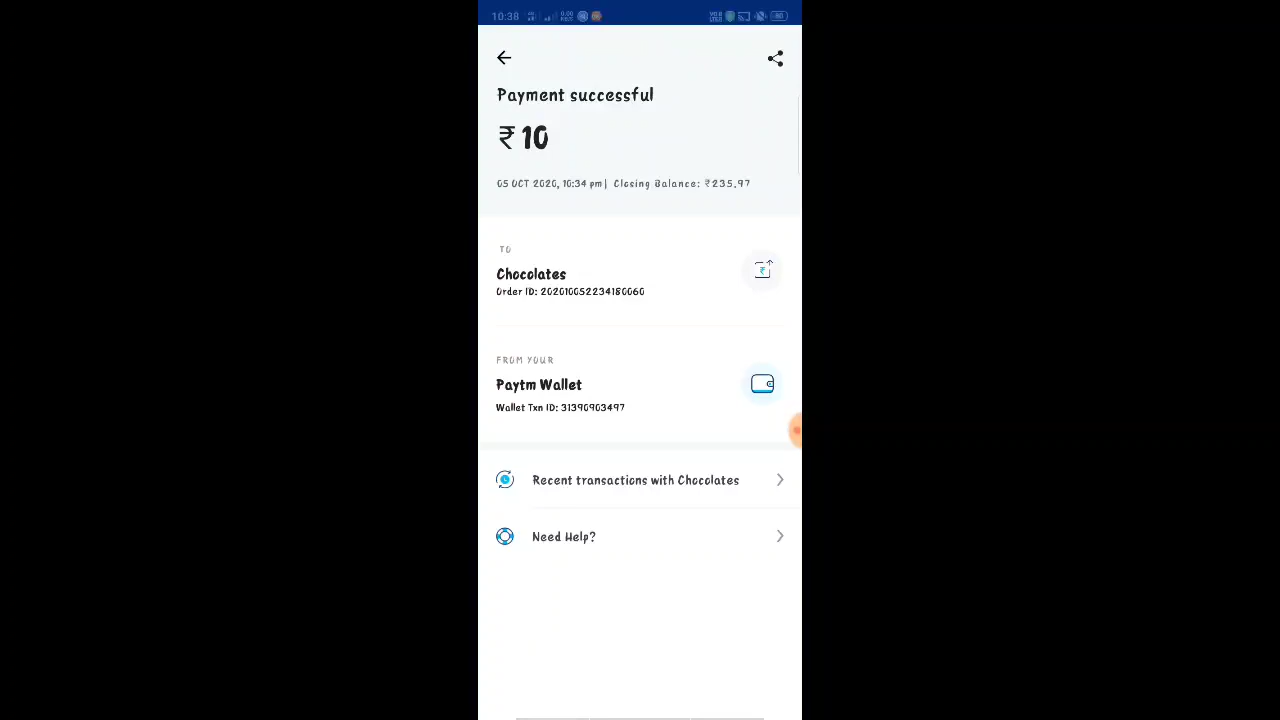 10:38
Payment successful
₹10
05 OCT 2020, 10:34 pm| Closing Balance: ₹235.97
TO
Chocolates
Order ID: 202010052234180060
FROM YOUR
Paytm Wallet
Wallet Txn ID: 31390903497
Recent transactions with Chocolates
Need Help?